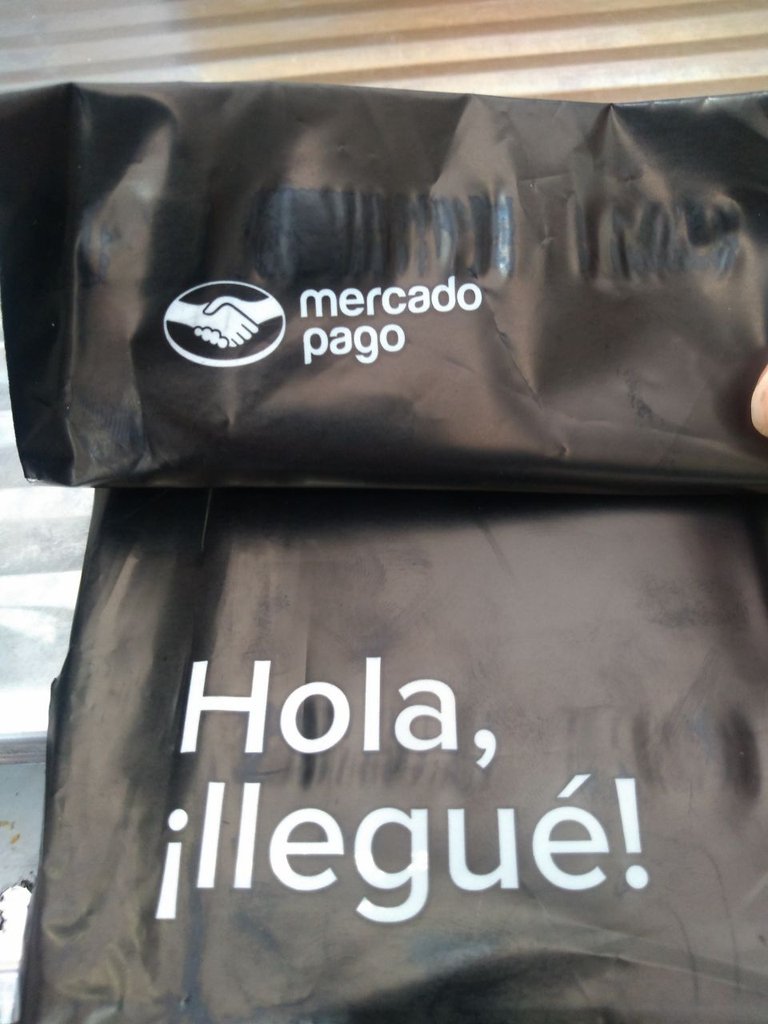 mercado
pago
Hola,
¡llegué!